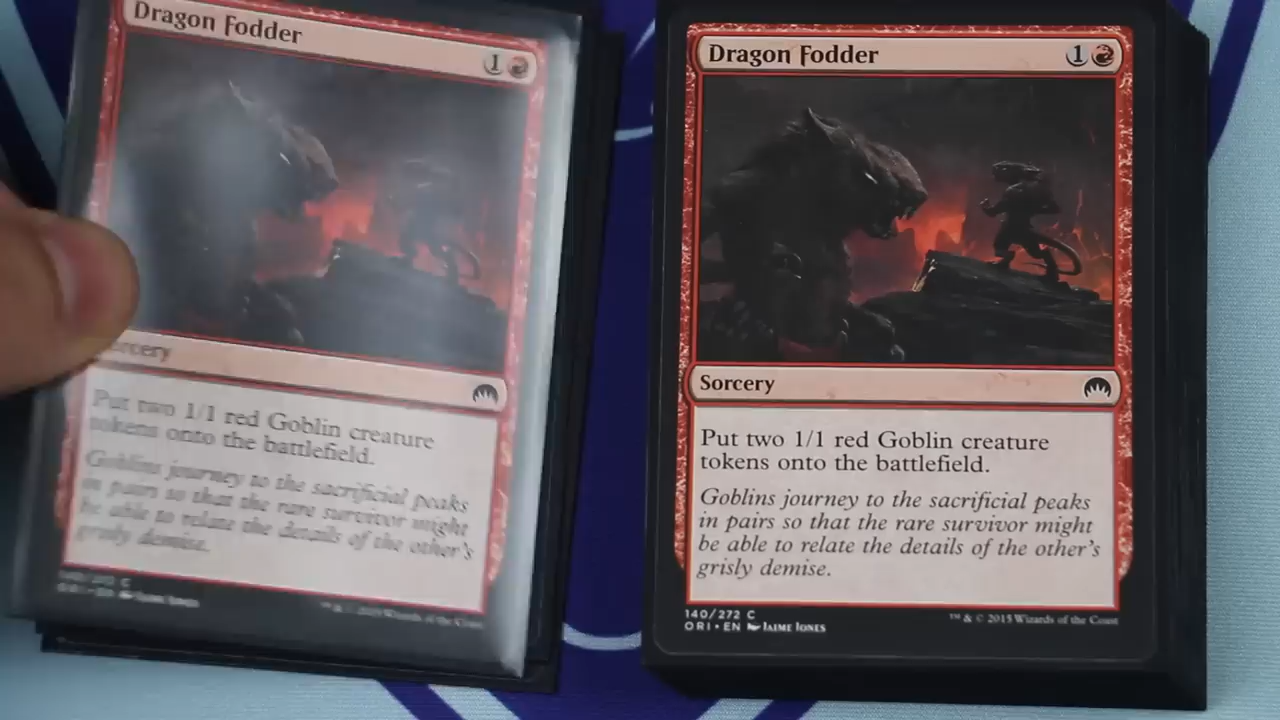 Dragon Fodder
1
Sorcery
Put two 1/1 red Goblin creature
tokens onto the battlefield.
Goblins journey to the sacrificial peaks
in pairs so that the rare survivor might
be able to relate the details of the other's
grisly demise.
Dragon Fodder
1
Sorcery
Put two 1/1 red Goblin creature
tokens onto the battlefield.
Goblins journey to the sacrificial peaks
in pairs so that the rare survivor might
be able to relate the details of the other's
grisly demise.
140/272 C
ORI • EN Jaime Jones
™ & © 2015 Wizards of the Coast